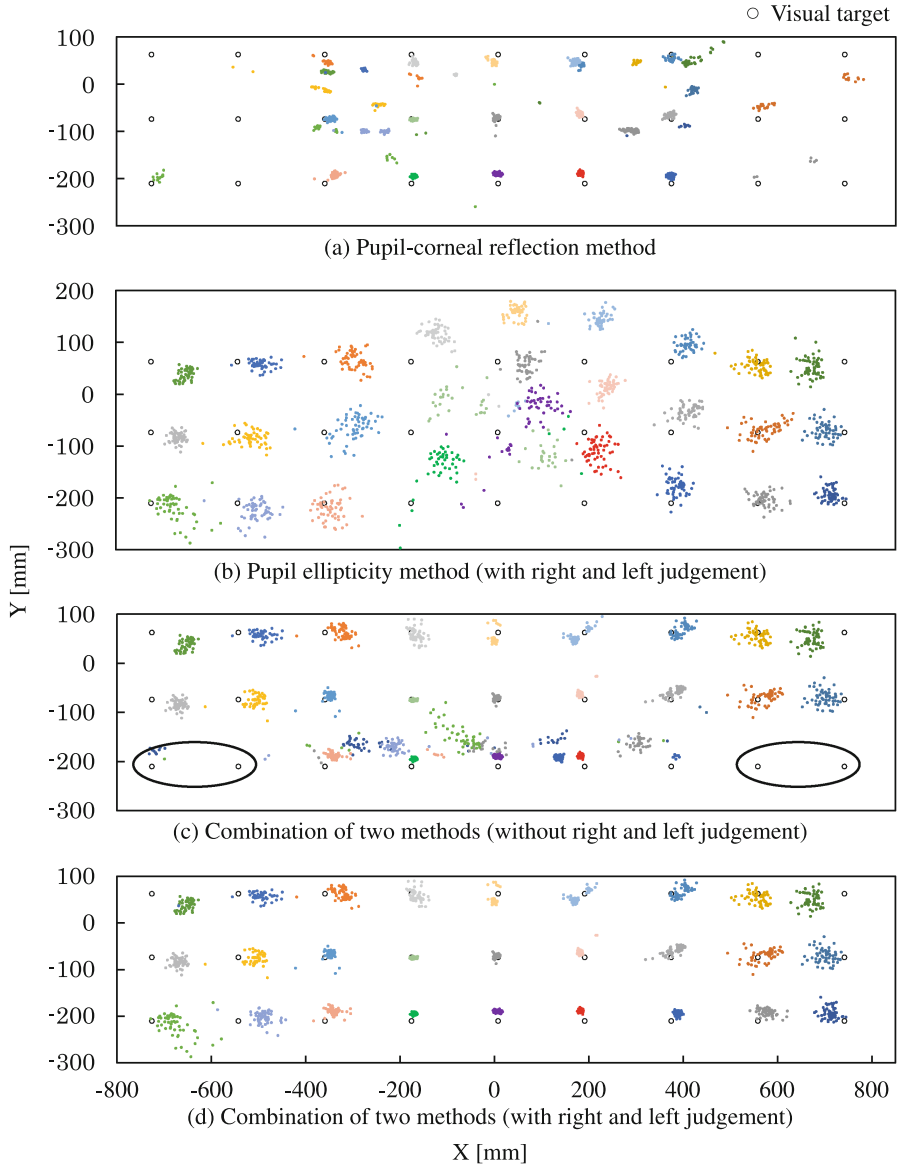 ○ Visual target
100
0
-100
-200
-300
(a) Pupil-corneal reflection method
200
100
0
-100
-200
-300
(b) Pupil ellipticity method (with right and left judgement)
Y [mm]
100
0
-100
-200
-300
(c) Combination of two methods (without right and left judgement)
100
0
-100
-200
-300
-800 -600 -400 -200 0 200 400 600 800
(d) Combination of two methods (with right and left judgement)
X [mm]